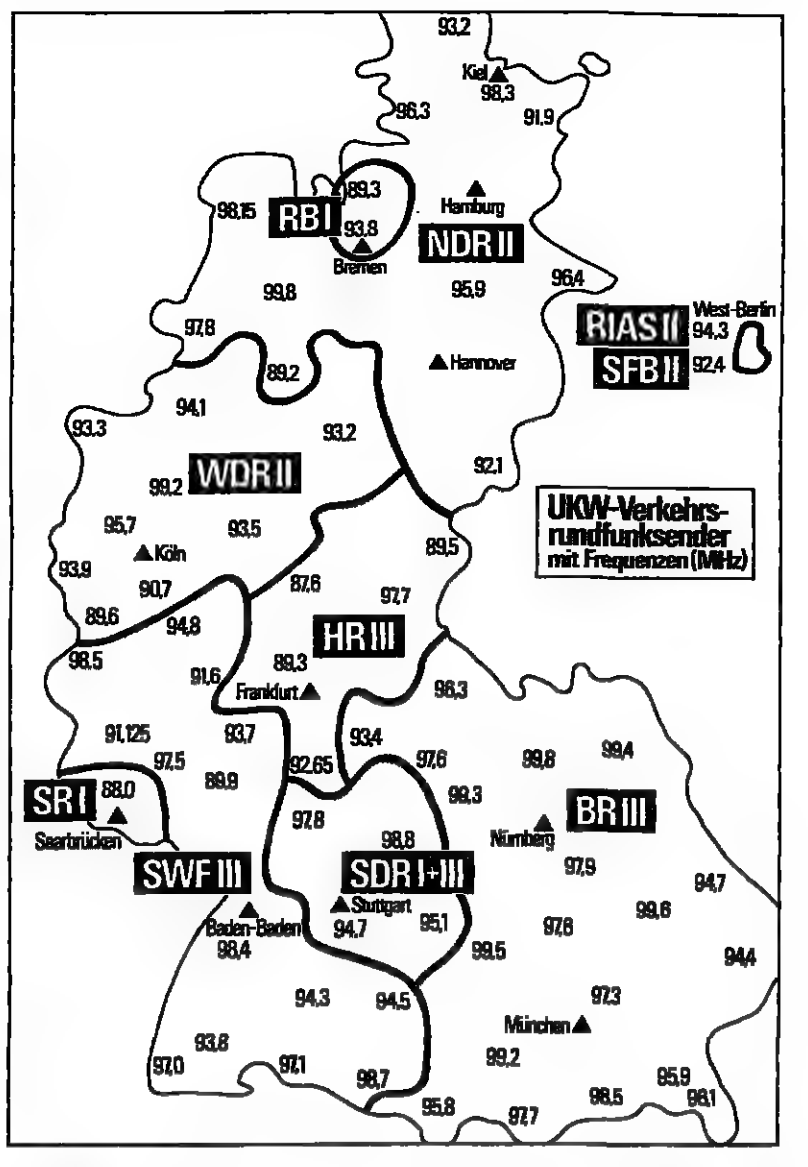 93,2
Kiel
98,3
96,3
91,9
89,3
98,15
RB I
93,8
Bremen
Hamburg
NDR II
99,8
95,9
96,4
West-Berlin
RIAS II 94,3
SFB II 92,4
97,8
89,2
Hannover
94,1
93,3
93,2
92,1
WDR II
99,2
95,7
93,5
Köln
93,9
90,7
89,6
94,8
UKW-Verkehrs-
rundfunksender
mit Frequenzen (MHz)
89,5
87,6
97,7
HR III
89,3
Frankfurt
98,5
91,6
91,125
93,7
97,5
89,9
92,65
93,4
96,3
97,6
99,8
99,4
99,3
SR I
88,0
Saarbrücken
97,8
98,8
Nürnberg
BR III
97,9
94,7
SWF III
SDR I+III
Stuttgart
94,7
95,1
Baden-Baden
98,4
99,6
97,6
99,5
94,4
94,3
94,5
97,3
München
93,8
97,0
97,1
98,7
99,2
95,8
97,7
98,5
95,9
98,1